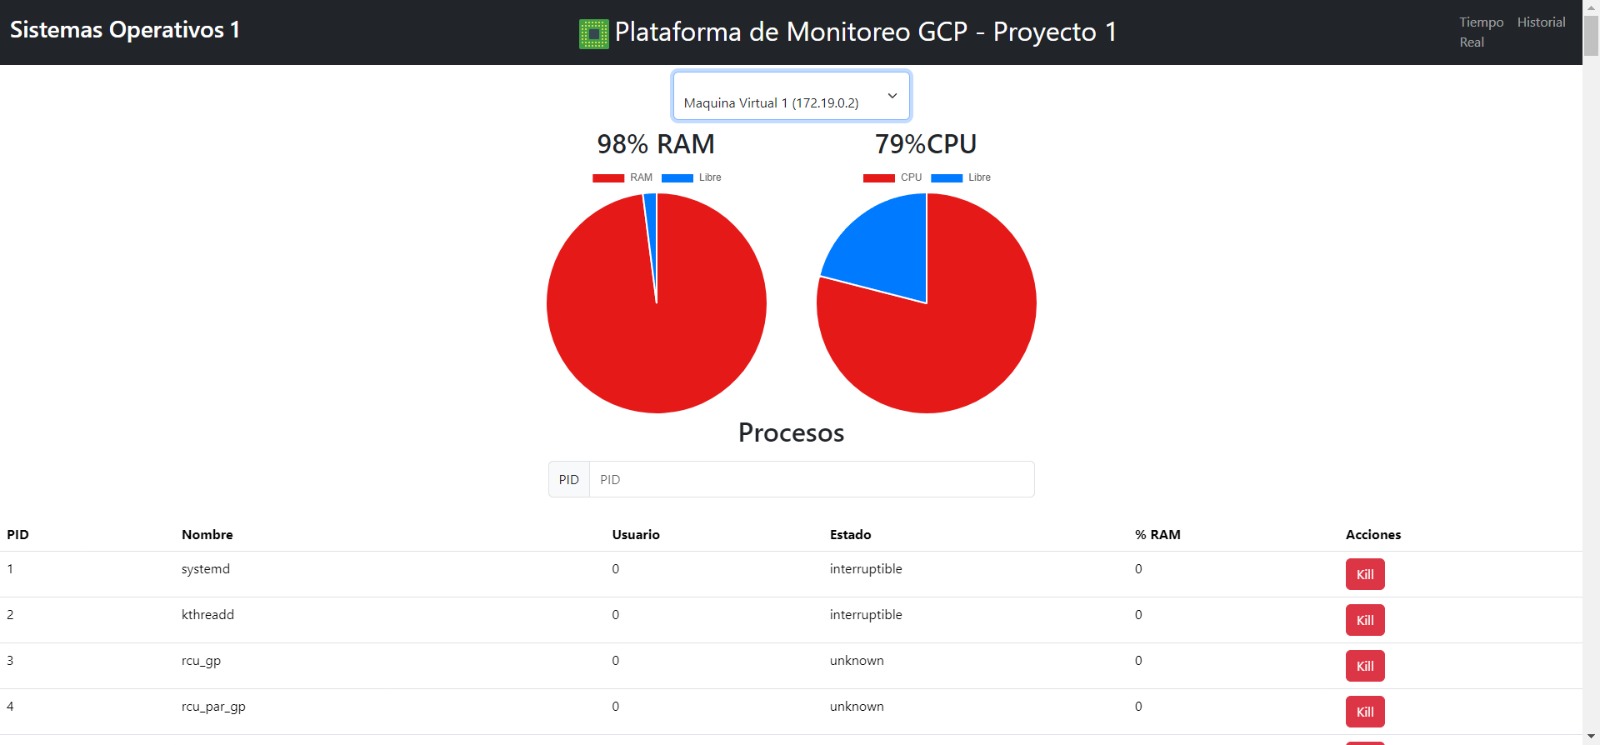 Sistemas Operativos 1
Plataforma de Monitoreo GCP - Proyecto 1
Tiempo Real
Historial
Maquina Virtual 1 (172.19.0.2)
98% RAM
79%CPU
RAM Libre
CPU Libre
Procesos
PID PID
PID Nombre Usuario Estado % RAM Acciones
1 systemd 0 interruptible 0 Kill
2 kthreadd 0 interruptible 0 Kill
3 rcu_gp 0 unknown 0 Kill
4 rcu_par_gp 0 unknown 0 Kill